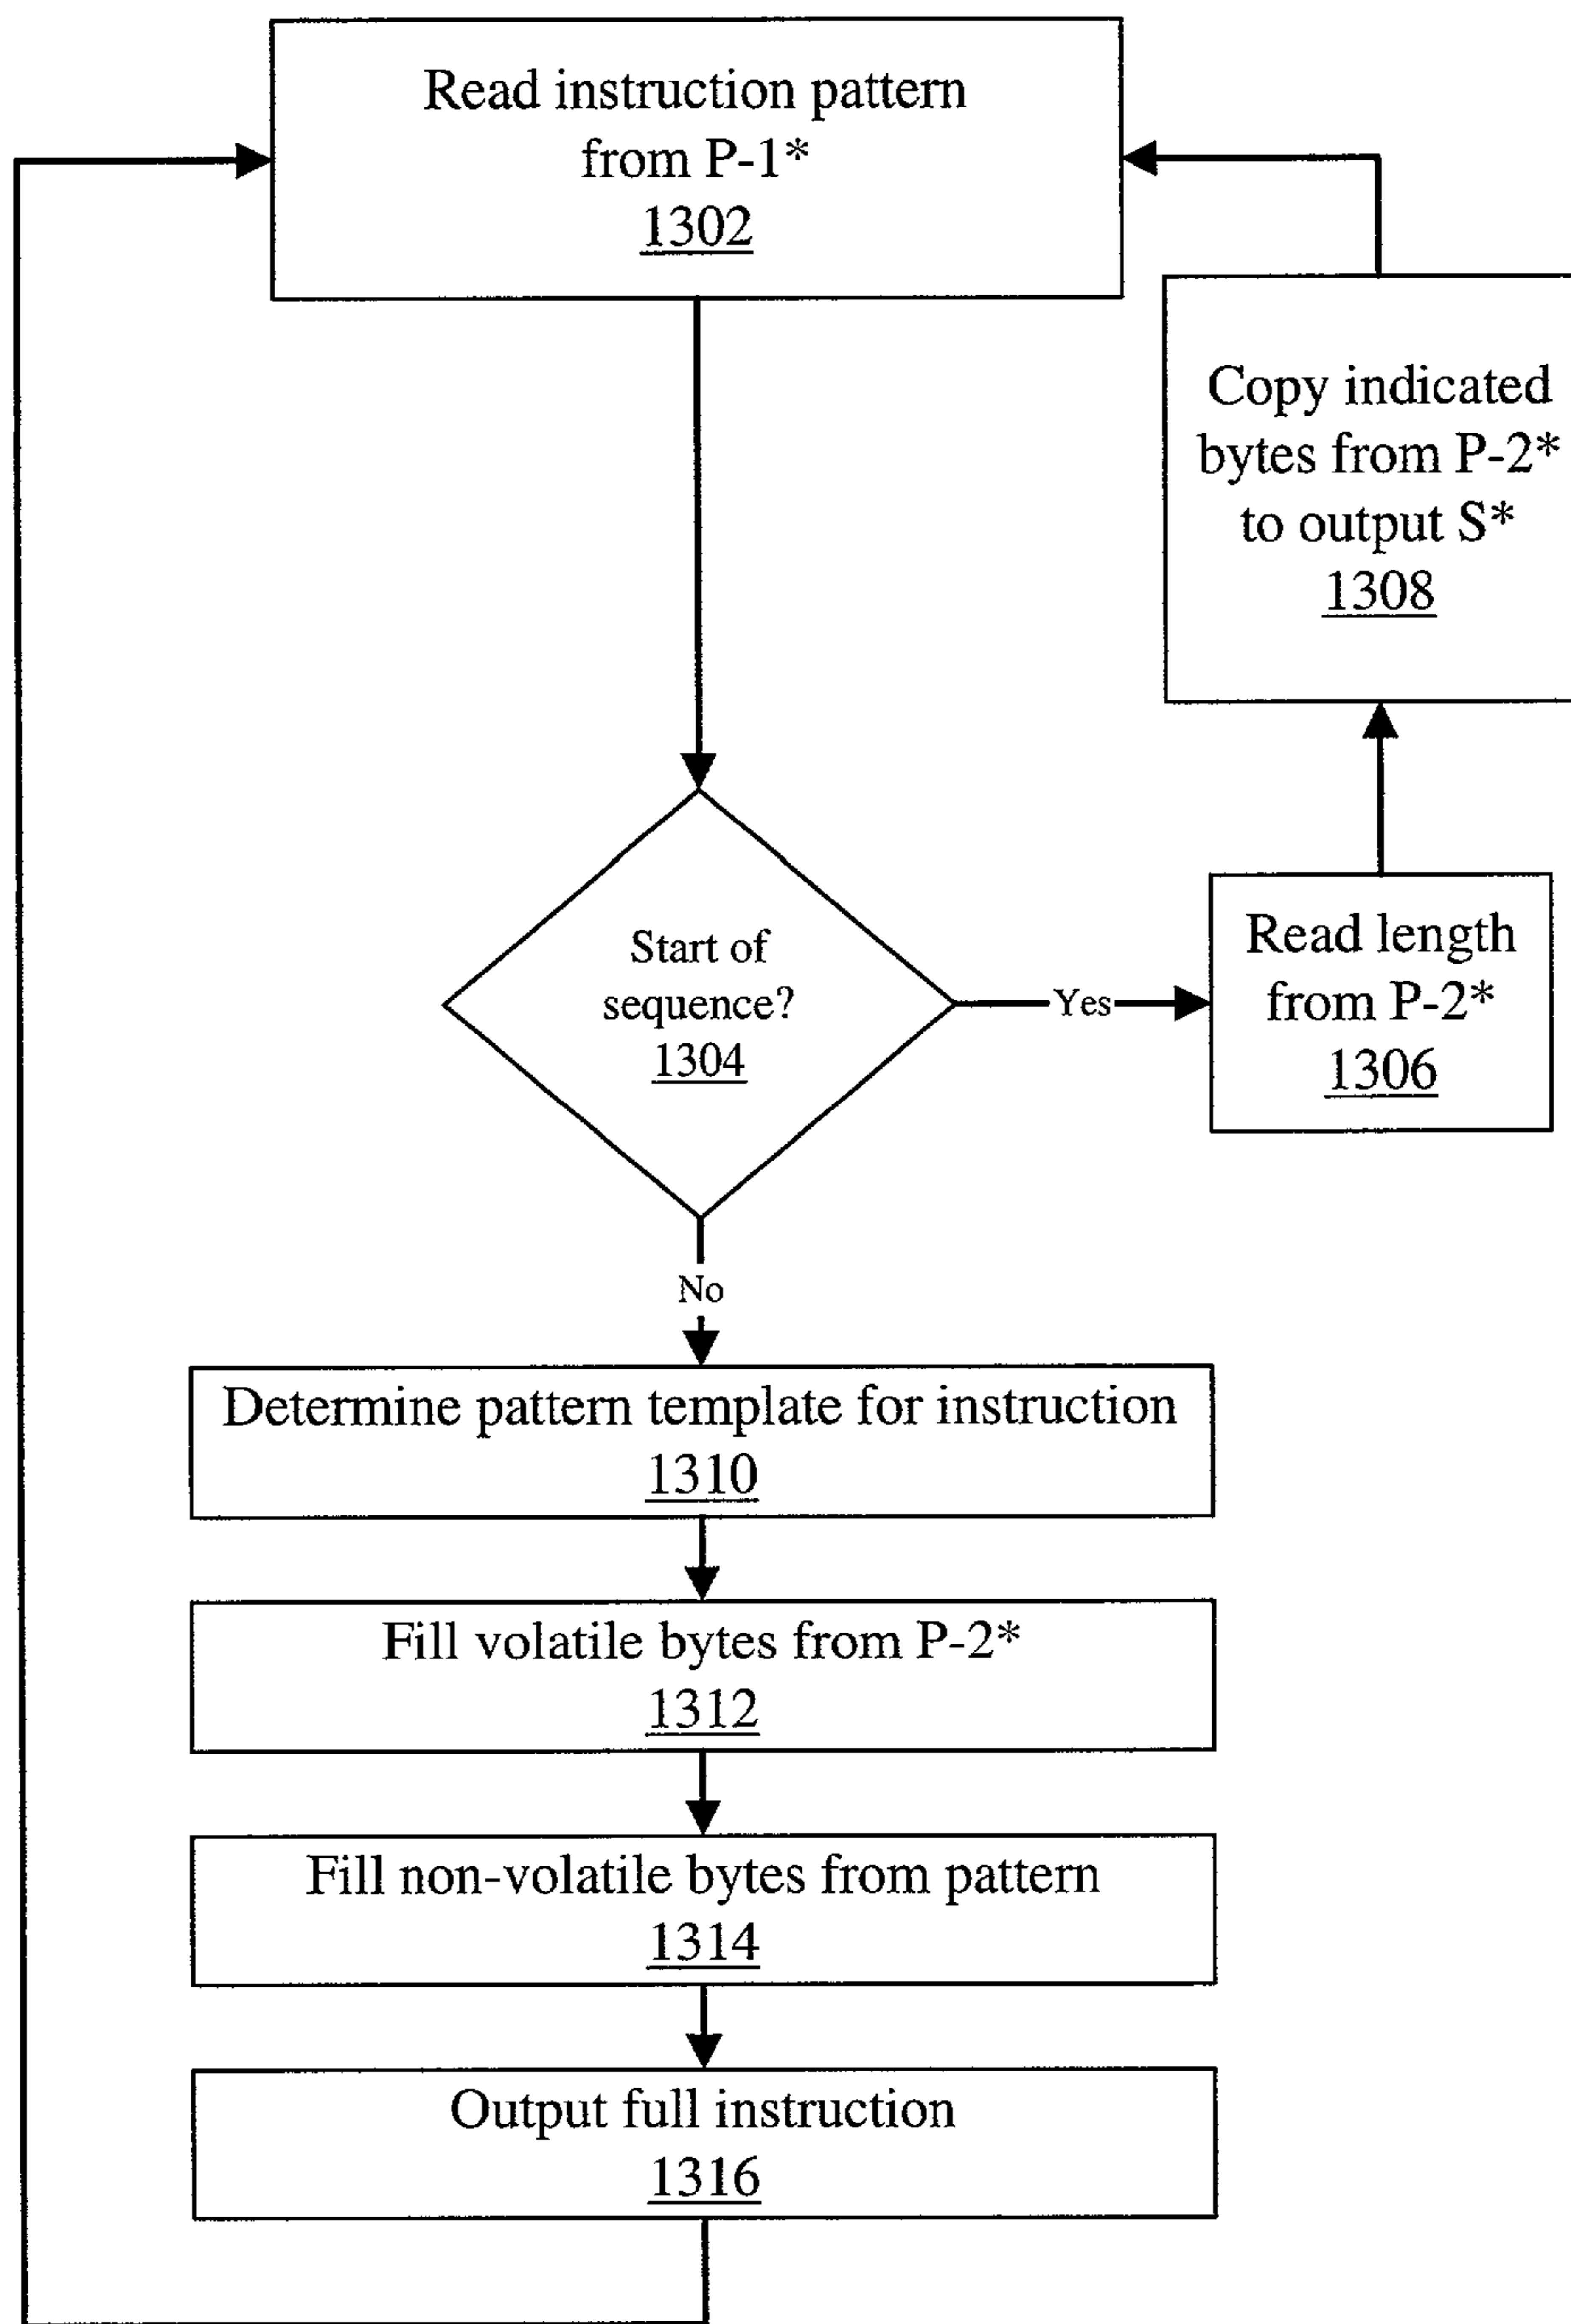 Read instruction pattern
from P-1*
1302
Copy indicated
bytes from P-2*
to output S*
1308
Start of
sequence?
1304
Yes
Read length
from P-2*
1306
No
Determine pattern template for instruction
1310
Fill volatile bytes from P-2*
1312
Fill non-volatile bytes from pattern
1314
Output full instruction
1316